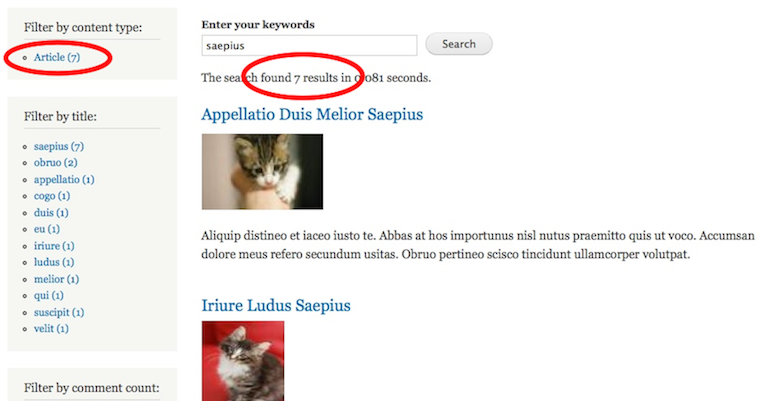 Filter by content type:
Article (7)
Filter by title:
saepius (7)
obruo (2)
appellatio (1)
cogo (1)
duis (1)
eu (1)
iriure (1)
ludus (1)
melior (1)
qui (1)
suscipit (1)
velit (1)
Filter by comment count:
Enter your keywords
saepius
Search
The search found 7 results in 0.081 seconds.
Appellatio Duis Melior Saepius
Aliquip distineo et iaceo iusto te. Abbas at hos importunus nisl nutus praemitto quis ut voco. Accumsan
dolore meus refero secundum usitas. Obruo pertineo scisco tincidunt ullamcorper volutpat.
Iriure Ludus Saepius